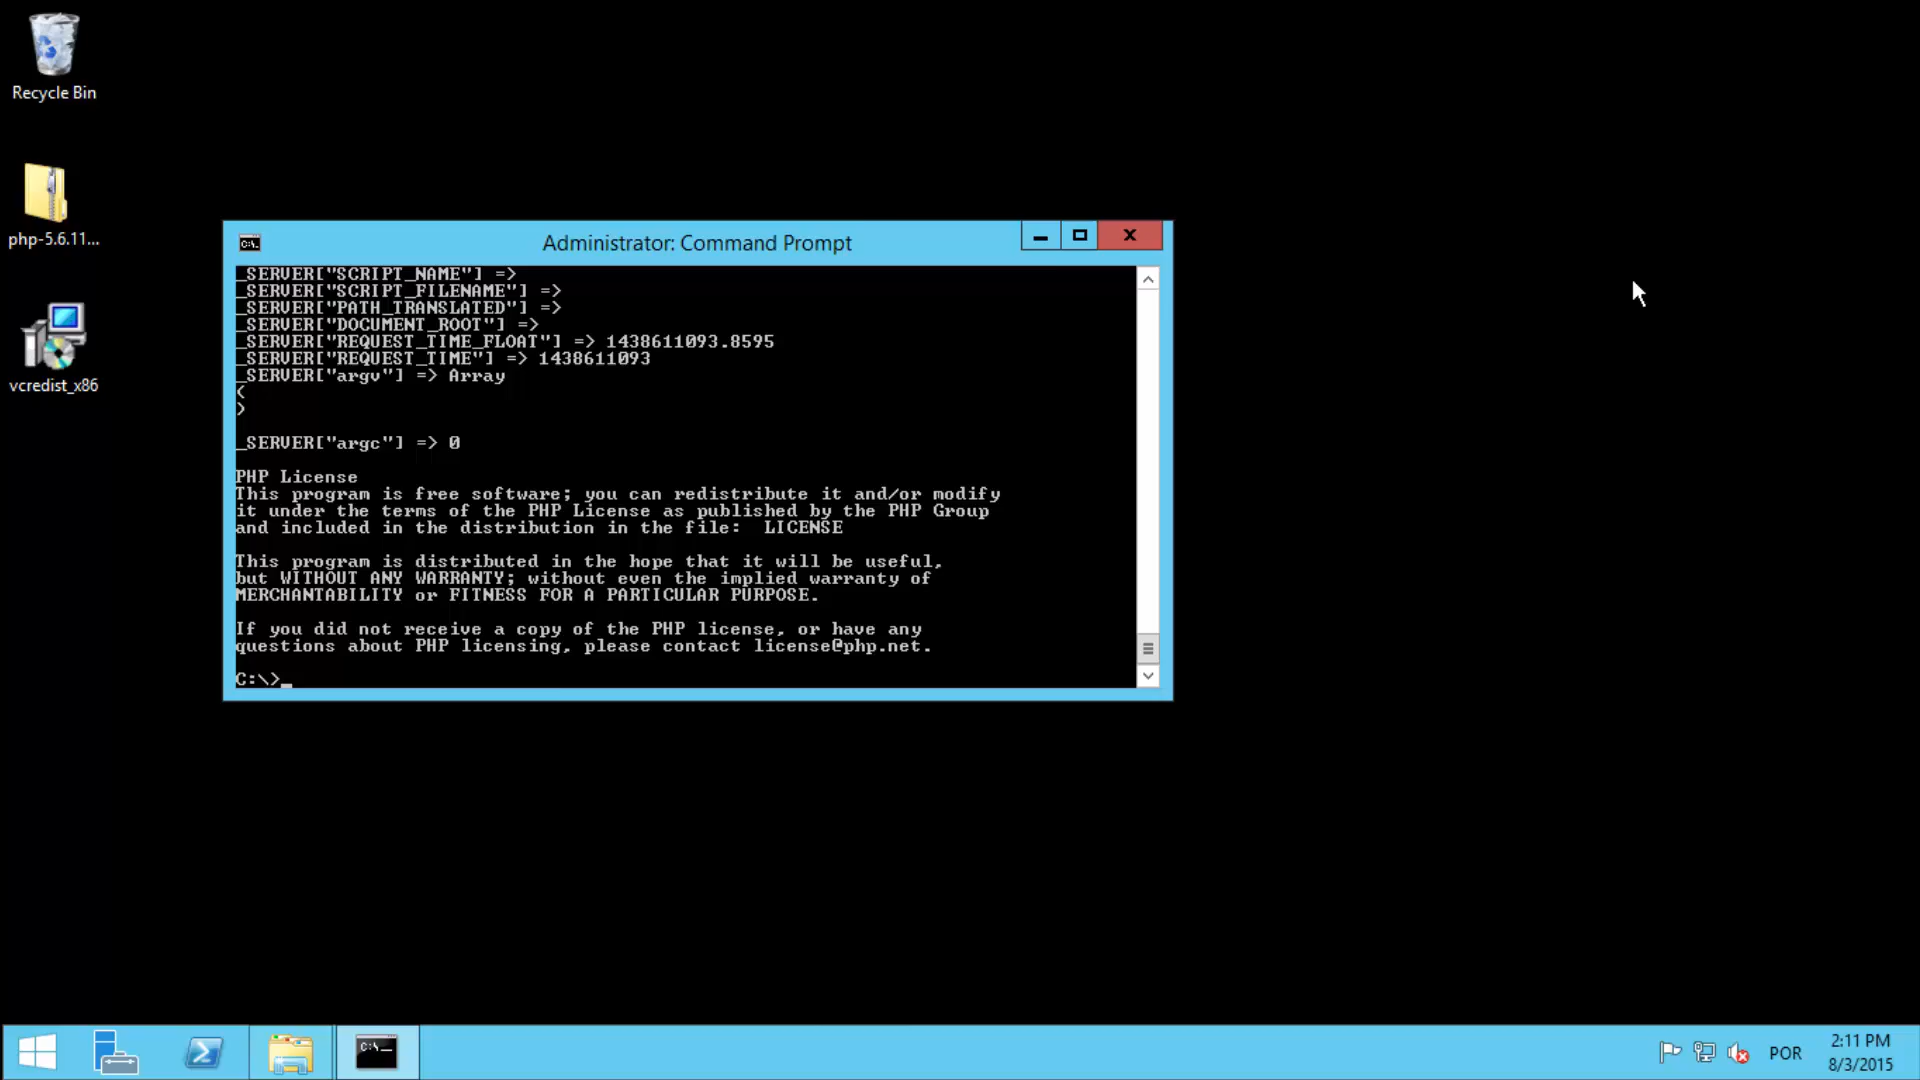 Recycle Bin
php-5.6.11...
vcredist_x86
Administrator: Command Prompt
_SERVER["SCRIPT_NAME"] =>
_SERVER["SCRIPT_FILENAME"] =>
_SERVER["PATH_TRANSLATED"] =>
_SERVER["DOCUMENT_ROOT"] =>
_SERVER["REQUEST_TIME_FLOAT"] => 1438611093.8595
_SERVER["REQUEST_TIME"] => 1438611093
_SERVER["argv"] => Array
(
)
_SERVER["argc"] => 0
PHP License
This program is free software; you can redistribute it and/or modify
it under the terms of the PHP License as published by the PHP Group
and included in the distribution in the file:  LICENSE
This program is distributed in the hope that it will be useful,
but WITHOUT ANY WARRANTY; without even the implied warranty of
MERCHANTABILITY or FITNESS FOR A PARTICULAR PURPOSE.
If you did not receive a copy of the PHP license, or have any
questions about PHP licensing, please contact license@php.net.
C:\>_
POR
2:11 PM
8/3/2015